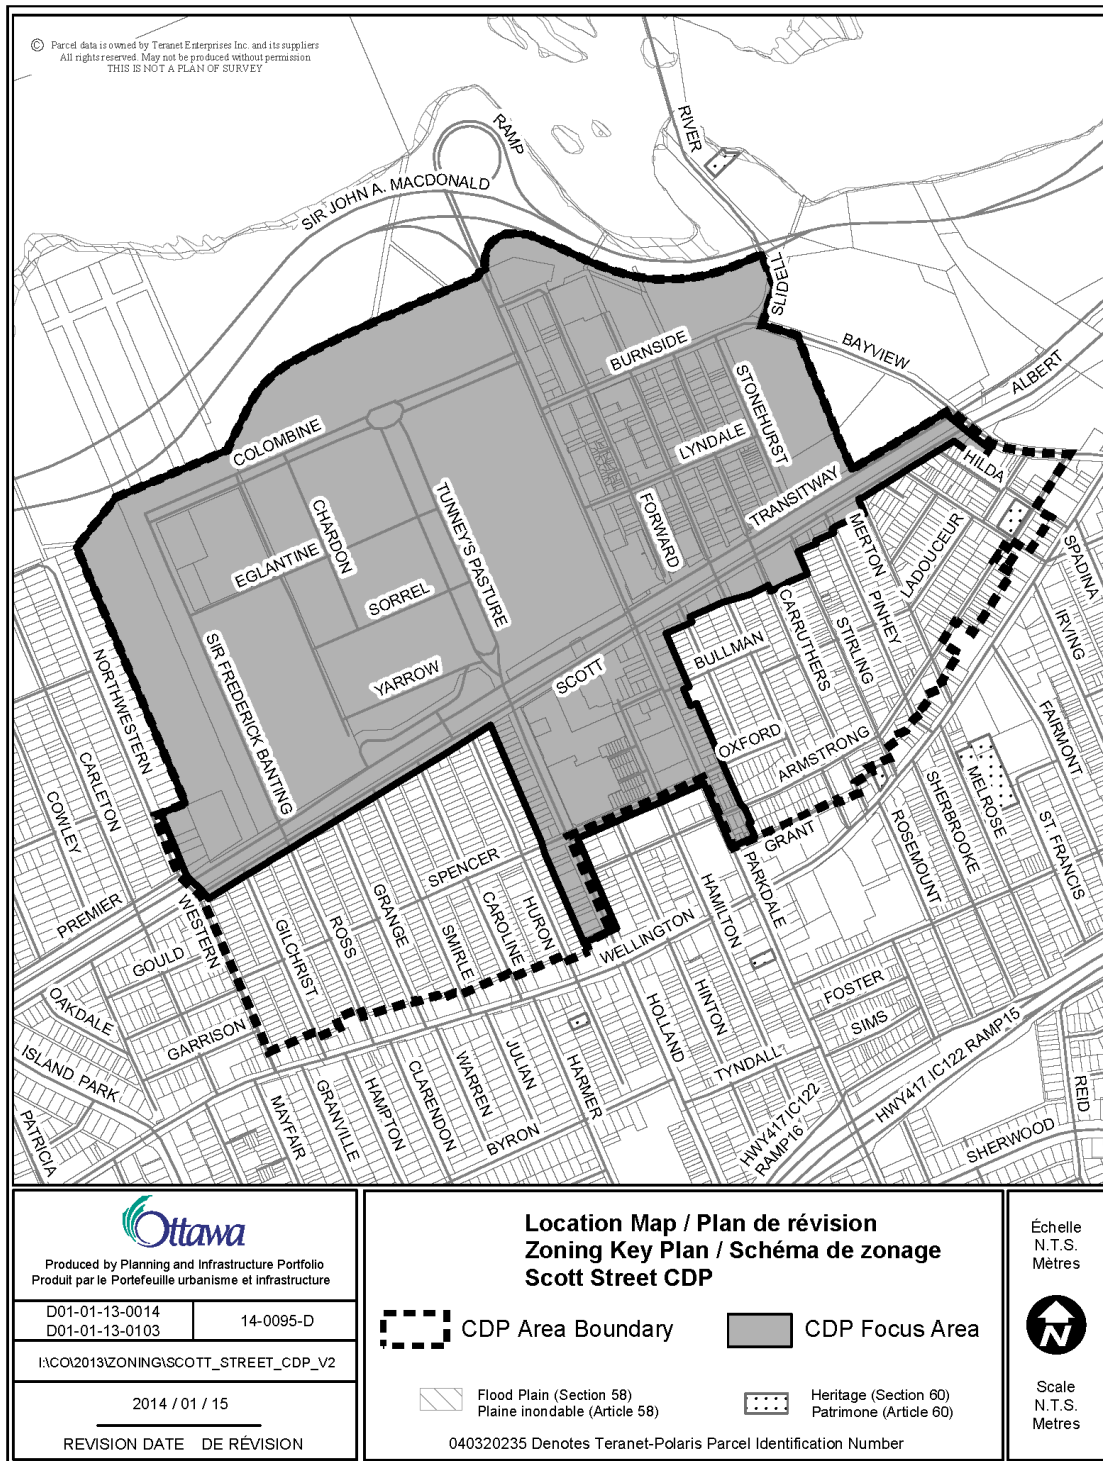 © Parcel data is owned by Teranet Enterprises Inc. and its suppliers
All rights reserved. May not be produced without permission
THIS IS NOT A PLAN OF SURVEY
RIVER
RAMP
SIR JOHN A. MACDONALD
SLIDELL
BAYVIEW
ALBERT
BURNSIDE
STONEHURST
LYNDALE
COLOMBINE
TRANSITWAY
HILDA
TUNNEY'S PASTURE
CHARDON
FORWARD
EGLANTINE
MERTON
LADOUCEUR
SPADINA
SORREL
PINHEY
CARRUTHERS
STIRLING
IRVING
SIR FREDERICK BANTING
NORTHWESTERN
YARROW
SCOTT
BULLMAN
FAIRMONT
OXFORD
ARMSTRONG
CARLETON
COWLEY
SHERBROOKE
MELROSE
ST. FRANCIS
ROSEMOUNT
GRANT
PARKDALE
SPENCER
HAMILTON
PREMIER
WESTERN
GILCHRIST
ROSS
GRANGE
SMIRLE
CAROLINE
HURON
WELLINGTON
GOULD
OAKDALE
GARRISON
HOLLAND
HINTON
FOSTER
SIMS
TYNDALL
ISLAND PARK
PATRICIA
MAYFAIR
GRANVILLE
HAMPTON
CLARENDON
WARREN
JULIAN
HARMER
BYRON
HWY417 IC122 RAMP15
HWY417 IC122
RAMP16
REID
SHERWOOD
Ottawa
Produced by Planning and Infrastructure Portfolio
Produit par le Portefeuille urbanisme et infrastructure
D01-01-13-0014
D01-01-13-0103
14-0095-D
I:\CO\2013\ZONING\SCOTT_STREET_CDP_V2
2014 / 01 / 15
REVISION DATE DE RÉVISION
Location Map / Plan de révision
Zoning Key Plan / Schéma de zonage
Scott Street CDP
CDP Area Boundary
CDP Focus Area
Flood Plain (Section 58)
Plaine inondable (Article 58)
Heritage (Section 60)
Patrimone (Article 60)
040320235 Denotes Teranet-Polaris Parcel Identification Number
Échelle
N.T.S.
Mètres
N
Scale
N.T.S.
Metres